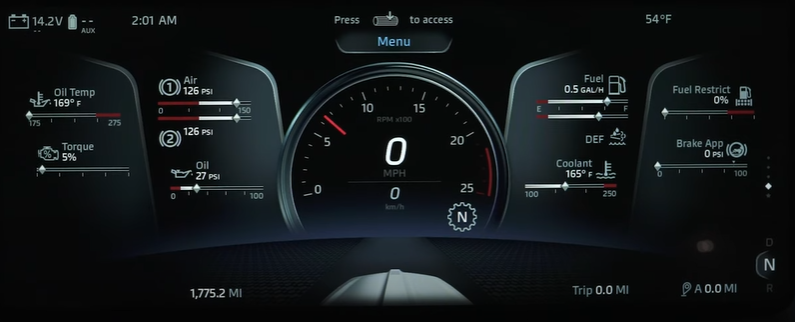 14.2V
--
--
AUX
2:01 AM
Press to access
Menu
54°F
Oil Temp
169° F
175 275
Torque
5%
Air
1 126 PSI
0 150
2 126 PSI
Oil
27 PSI
0 100
RPM x100
0 5 10 15 20 25
0
MPH
0
km/h
N
Fuel
0.5 GAL/H
E F
DEF
Coolant
165° F
100 250
Fuel Restrict
0%
Brake App
0 PSI
0 100
D
N
R
1,775.2 MI
Trip 0.0 MI
A 0.0 MI